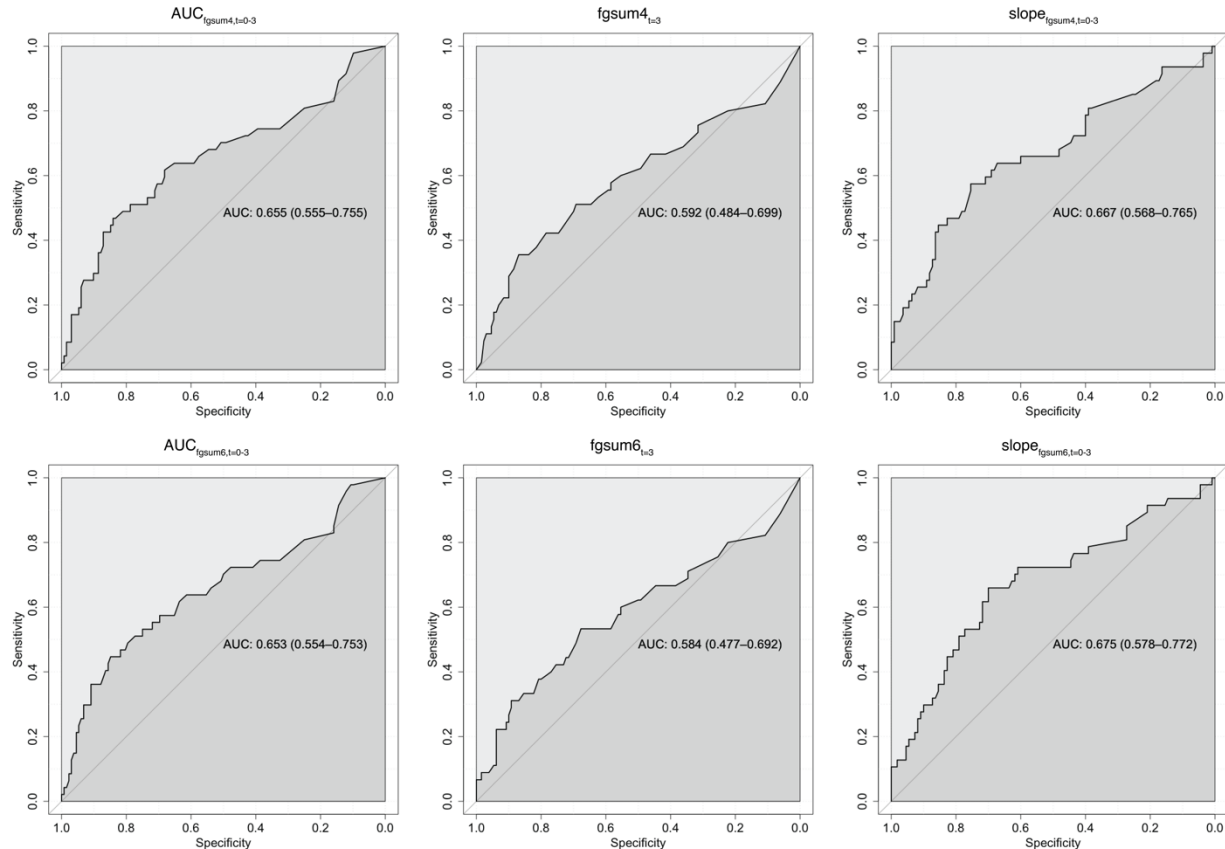 AUCfgsum4,t=0-3
fgsum4t=3
slopefgsum4,t=0-3
1.0
0.8
0.6
0.4
0.2
0.0
Sensitivity
AUC: 0.655 (0.555–0.755)
1.0 0.8 0.6 0.4 0.2 0.0
Specificity
1.0
0.8
0.6
0.4
0.2
0.0
Sensitivity
AUC: 0.592 (0.484–0.699)
1.0 0.8 0.6 0.4 0.2 0.0
Specificity
1.0
0.8
0.6
0.4
0.2
0.0
Sensitivity
AUC: 0.667 (0.568–0.765)
1.0 0.8 0.6 0.4 0.2 0.0
Specificity
AUCfgsum6,t=0-3
fgsum6t=3
slopefgsum6,t=0-3
1.0
0.8
0.6
0.4
0.2
0.0
Sensitivity
AUC: 0.653 (0.554–0.753)
1.0 0.8 0.6 0.4 0.2 0.0
Specificity
1.0
0.8
0.6
0.4
0.2
0.0
Sensitivity
AUC: 0.584 (0.477–0.692)
1.0 0.8 0.6 0.4 0.2 0.0
Specificity
1.0
0.8
0.6
0.4
0.2
0.0
Sensitivity
AUC: 0.675 (0.578–0.772)
1.0 0.8 0.6 0.4 0.2 0.0
Specificity